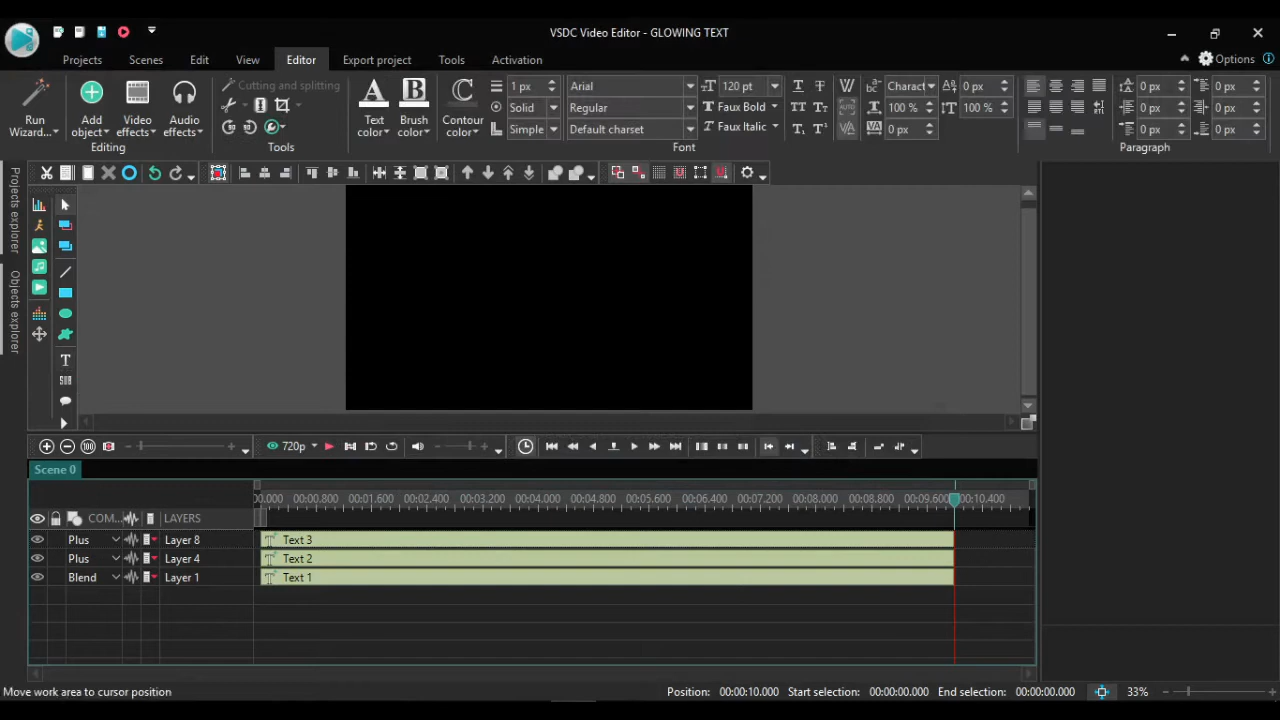 VSDC Video Editor - GLOWING TEXT
Projects Scenes Edit View Editor Export project Tools Activation Options
Cutting and splitting
Run Wizard...
Add object
Video effects
Audio effects
Editing
Tools
Text color
Brush color
Contour color
1 px
Solid
Simple
Arial
Regular
Default charset
120 pt
Faux Bold
Faux Italic
Charact
100 %
0 px
0 px
100 %
Font
0 px 0 px
0 px 0 px
0 px 0 px
Paragraph
Projects explorer
Objects explorer
720p
Scene 0
00.000 00:00.800 00:01.600 00:02.400 00:03.200 00:04.000 00:04.800 00:05.600 00:06.400 00:07.200 00:08.000 00:08.800 00:09.600 00:10.400
COM... LAYERS
Plus Layer 8 Text 3
Plus Layer 4 Text 2
Blend Layer 1 Text 1
Move work area to cursor position Position: 00:00:10.000 Start selection: 00:00:00.000 End selection: 00:00:00.000 33%